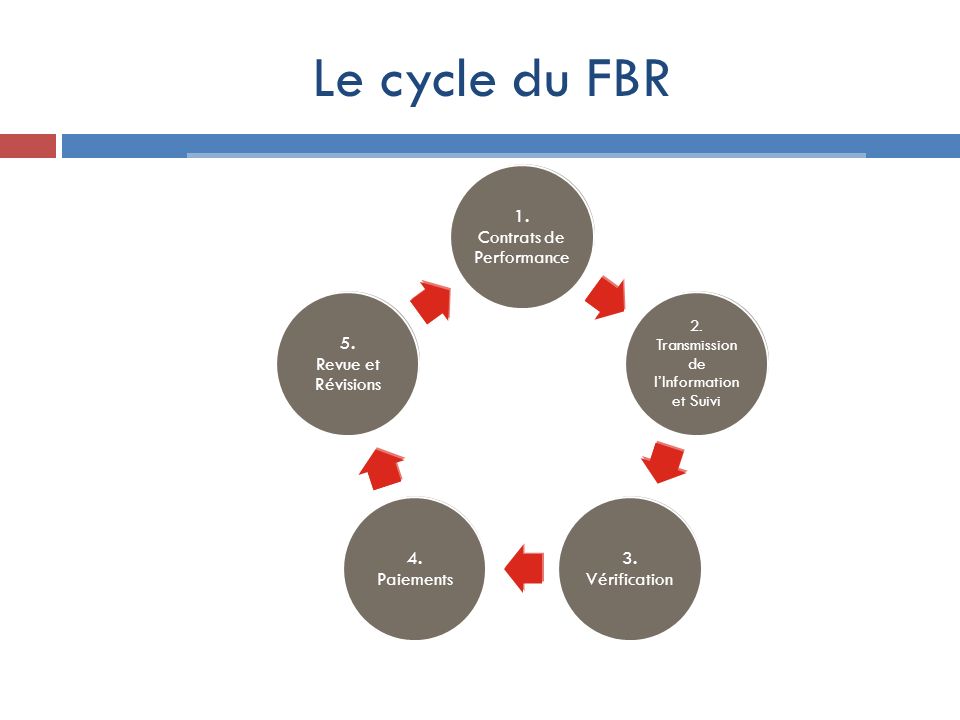 Le cycle du FBR
1.
Contrats de
Performance
2.
Transmission
de
l’Information
et Suivi
3.
Vérification
4.
Paiements
5.
Revue et
Révisions